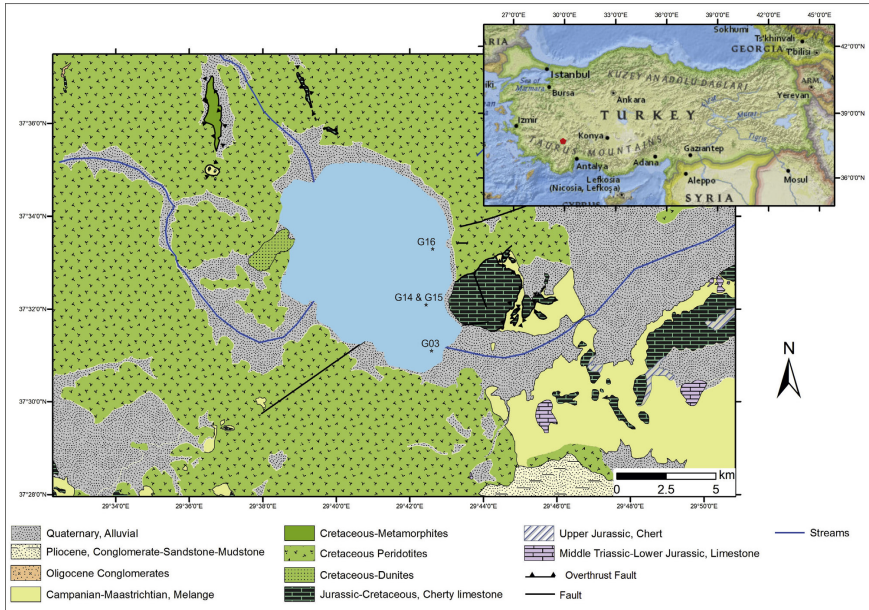 27°0'0"E 30°0'0"E 33°0'0"E 36°0'0"E 39°0'0"E 42°0'0"E 45°0'0"E
RIA
Sokhumi
Ts'khinvali
GEORGIA
T'bilisi
42°0'0"N
Istanbul
KUZEY ANADOLU DAGLARI
ARM.
Sea of
Marmara
Bursa
Ankara
Yerevan
39°0'0"N
Izmir
TURKEY
Konya
TAURUS MOUNTAINS
Tigris
Antalya
Adana
Gaziantep
Lefkosia
(Nicosia, Lefkoşa)
Aleppo
Mosul
36°0'0"N
CYPRUS
SYRIA
37°36'0"N
37°34'0"N
37°32'0"N
37°30'0"N
37°28'0"N
G16
G14 & G15
G03
N
km
0 2.5 5
29°34'0"E 29°36'0"E 29°38'0"E 29°40'0"E 29°42'0"E 29°44'0"E 29°46'0"E 29°48'0"E 29°50'0"E
Quaternary, Alluvial
Pliocene, Conglomerate-Sandstone-Mudstone
Oligocene Conglomerates
Campanian-Maastrichtian, Melange
Cretaceous-Metamorphites
Cretaceous Peridotites
Cretaceous-Dunites
Jurassic-Cretaceous, Cherty limestone
Upper Jurassic, Chert
Middle Triassic-Lower Jurassic, Limestone
Overthrust Fault
Fault
Streams